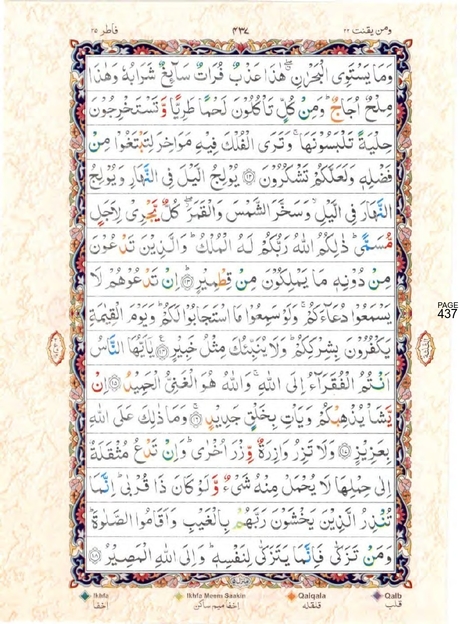 ومن يقنت ٢٢
٤٣٧
فاطر ٣٥
وَمَا يَسْتَوِى الْبَحْرٰنِ ۖ هٰذَا عَذْبٌ فُرَاتٌ سَآئِغٌ شَرَابُهٗ وَهٰذَا
مِلْحٌ اُجَاجٌ ؕ وَمِنْ كُلٍّ تَاْكُلُوْنَ لَحْمًا طَرِيًّا وَّتَسْتَخْرِجُوْنَ
حِلْيَةً تَلْبَسُوْنَهَا ۚ وَتَرَى الْفُلْكَ فِيْهِ مَوَاخِرَ لِتَبْتَغُوْا مِنْ
فَضْلِهٖ وَلَعَلَّكُمْ تَشْكُرُوْنَ ﴿١٢﴾ يُوْلِجُ الَّيْلَ فِى النَّهَارِ وَيُوْلِجُ
النَّهَارَ فِى الَّيْلِ ۙ وَسَخَّرَ الشَّمْسَ وَالْقَمَرَ ۖ كُلٌّ يَّجْرِىْ لِاَجَلٍ
مُّسَمًّى ؕ ذٰلِكُمُ اللّٰهُ رَبُّكُمْ لَهُ الْمُلْكُ ؕ وَالَّذِيْنَ تَدْعُوْنَ
مِنْ دُوْنِهٖ مَا يَمْلِكُوْنَ مِنْ قِطْمِيْرٍ ؕ﴿١٣﴾ اِنْ تَدْعُوْهُمْ لَا
يَسْمَعُوْا دُعَآءَكُمْ ۚ وَلَوْ سَمِعُوْا مَا اسْتَجَابُوْا لَكُمْ ؕ وَيَوْمَ الْقِيٰمَةِ
يَكْفُرُوْنَ بِشِرْكِكُمْ ؕ وَلَا يُنَبِّئُكَ مِثْلُ خَبِيْرٍ ﴿١٤﴾ يٰۤاَيُّهَا النَّاسُ
اَنْتُمُ الْفُقَرَآءُ اِلَى اللّٰهِ ۚ وَاللّٰهُ هُوَ الْغَنِىُّ الْحَمِيْدُ ﴿١٥﴾ اِنْ
يَّشَاْ يُذْهِبْكُمْ وَيَاْتِ بِخَلْقٍ جَدِيْدٍ ۚ﴿١٦﴾ وَمَا ذٰلِكَ عَلَى اللّٰهِ
بِعَزِيْزٍ ﴿١٧﴾ وَلَا تَزِرُ وَازِرَةٌ وِّزْرَ اُخْرٰى ؕ وَاِنْ تَدْعُ مُثْقَلَةٌ
اِلٰى حِمْلِهَا لَا يُحْمَلْ مِنْهُ شَىْءٌ وَّلَوْ كَانَ ذَا قُرْبٰى ؕ اِنَّمَا
تُنْذِرُ الَّذِيْنَ يَخْشَوْنَ رَبَّهُمْ بِالْغَيْبِ وَاَقَامُوا الصَّلٰوةَ ؕ
وَمَنْ تَزَكّٰى فَاِنَّمَا يَتَزَكّٰى لِنَفْسِهٖ ؕ وَاِلَى اللّٰهِ الْمَصِيْرُ ﴿١٨﴾
PAGE
437
Ikhfa
Ikhfa Meem Saakin
Qalqala
Qalb
اخفا
اخفا میم ساکن
قلقلہ
قلب